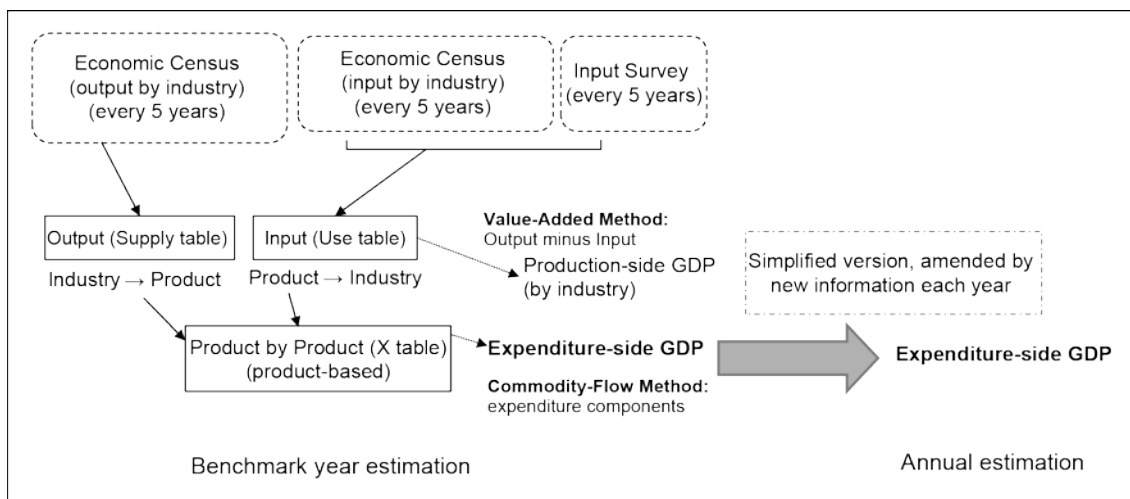 Economic Census
(output by industry)
(every 5 years)
Economic Census
(input by industry)
(every 5 years)
Input Survey
(every 5 years)
Output (Supply table)
Input (Use table)
Value-Added Method:
Output minus Input
Production-side GDP
(by industry)
Industry → Product
Product → Industry
Simplified version, amended by
new information each year
Product by Product (X table)
(product-based)
Expenditure-side GDP
Commodity-Flow Method:
expenditure components
Expenditure-side GDP
Benchmark year estimation
Annual estimation